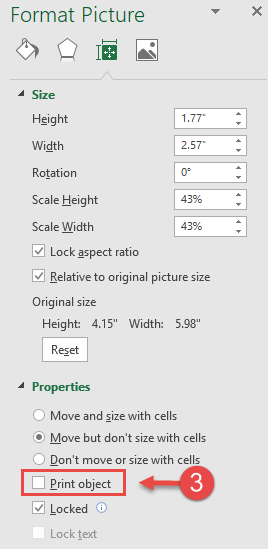 Format Picture
Size
Height 1.77"
Width 2.57"
Rotation 0°
Scale Height 43%
Scale Width 43%
Lock aspect ratio
Relative to original picture size
Original size
Height: 4.15" Width: 5.98"
Reset
Properties
Move and size with cells
Move but don't size with cells
Don't move or size with cells
Print object 3
Locked
Lock text